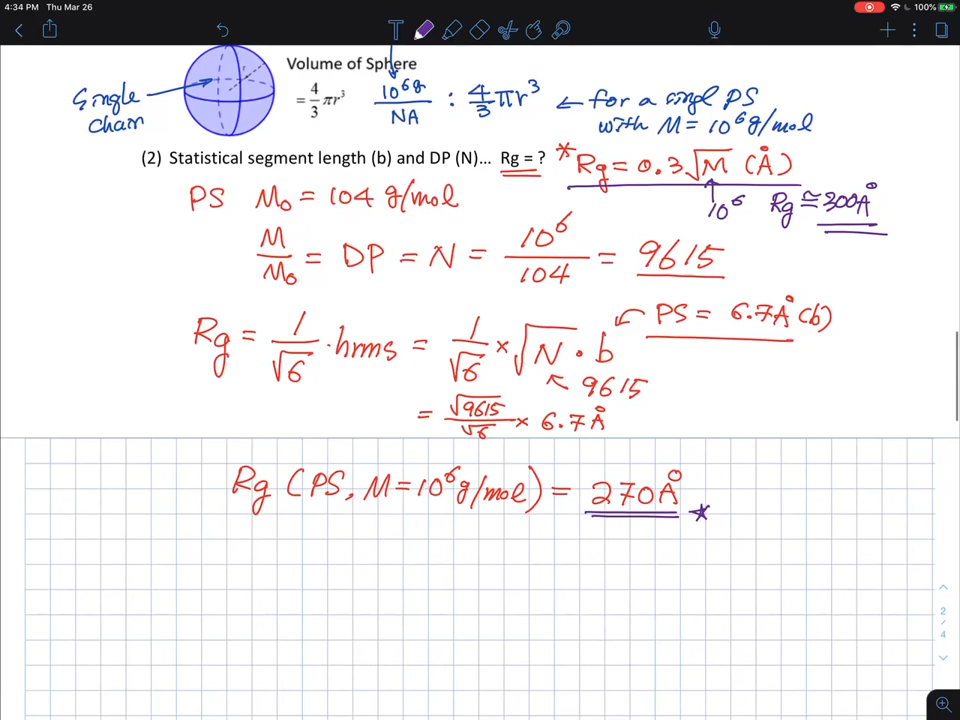 4:34 PM Thu Mar 26 100%
Volume of Sphere
= 4/3 πr³
Single chain
10⁶g/NA : 4/3 πr³ ← for a singl PS with M = 10⁶ g/mol
(2) Statistical segment length (b) and DP (N)... Rg = ? * Rg = 0.3√M (Å)
↑ 10⁶ Rg ≅ 300Å
PS M₀ = 104 g/mol
M/M₀ = DP = N = 10⁶/104 = 9615
PS = 6.7Å (b)
Rg = 1/√6 · hrms = 1/√6 × √N · b
↖ 9615
= √9615/√6 × 6.7Å
Rg (PS, M = 10⁶ g/mol) = 270Å *
2
/
4